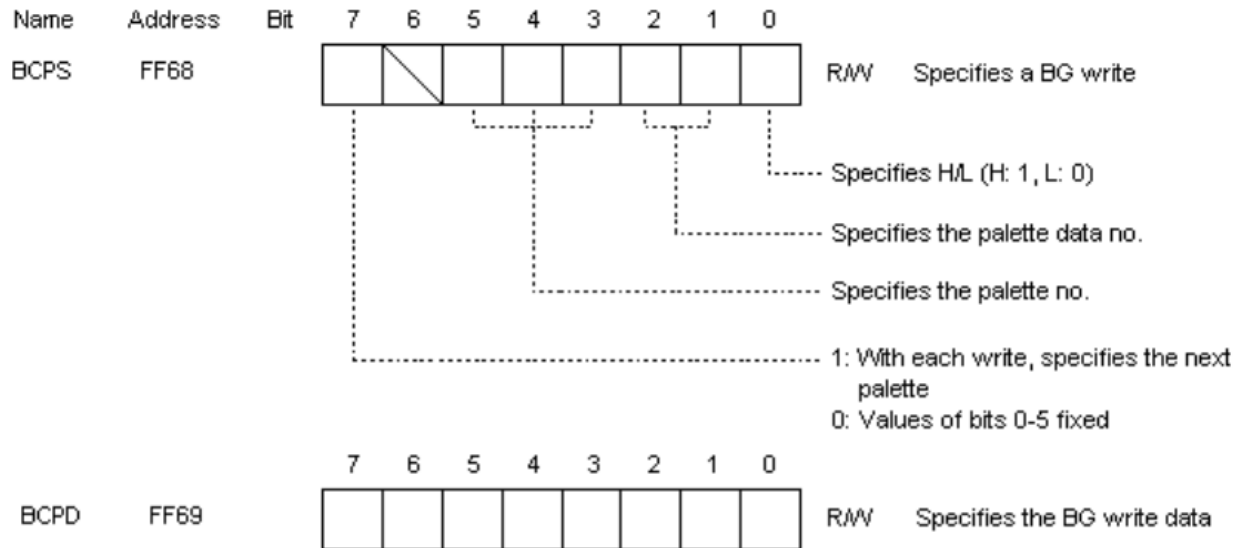 Name Address Bit 7 6 5 4 3 2 1 0
BCPS FF68 R/W Specifies a BG write
Specifies H/L (H: 1, L: 0)
Specifies the palette data no.
Specifies the palette no.
1: With each write, specifies the next
palette
0: Values of bits 0-5 fixed
7 6 5 4 3 2 1 0
BCPD FF69 R/W Specifies the BG write data